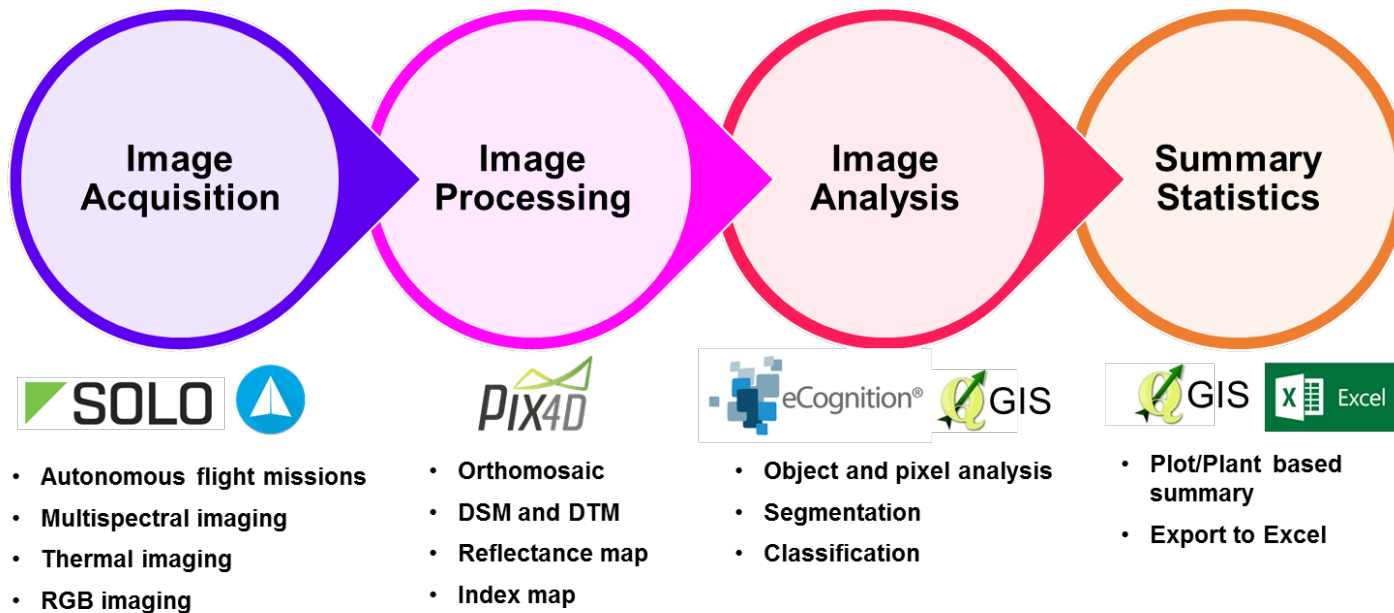 Image
Acquisition
Image
Processing
Image
Analysis
Summary
Statistics
SOLO
PIX4D
eCognition®
QGIS
QGIS
X
Excel
• Autonomous flight missions
• Multispectral imaging
• Thermal imaging
• RGB imaging
• Orthomosaic
• DSM and DTM
• Reflectance map
• Index map
• Object and pixel analysis
• Segmentation
• Classification
• Plot/Plant based
summary
• Export to Excel